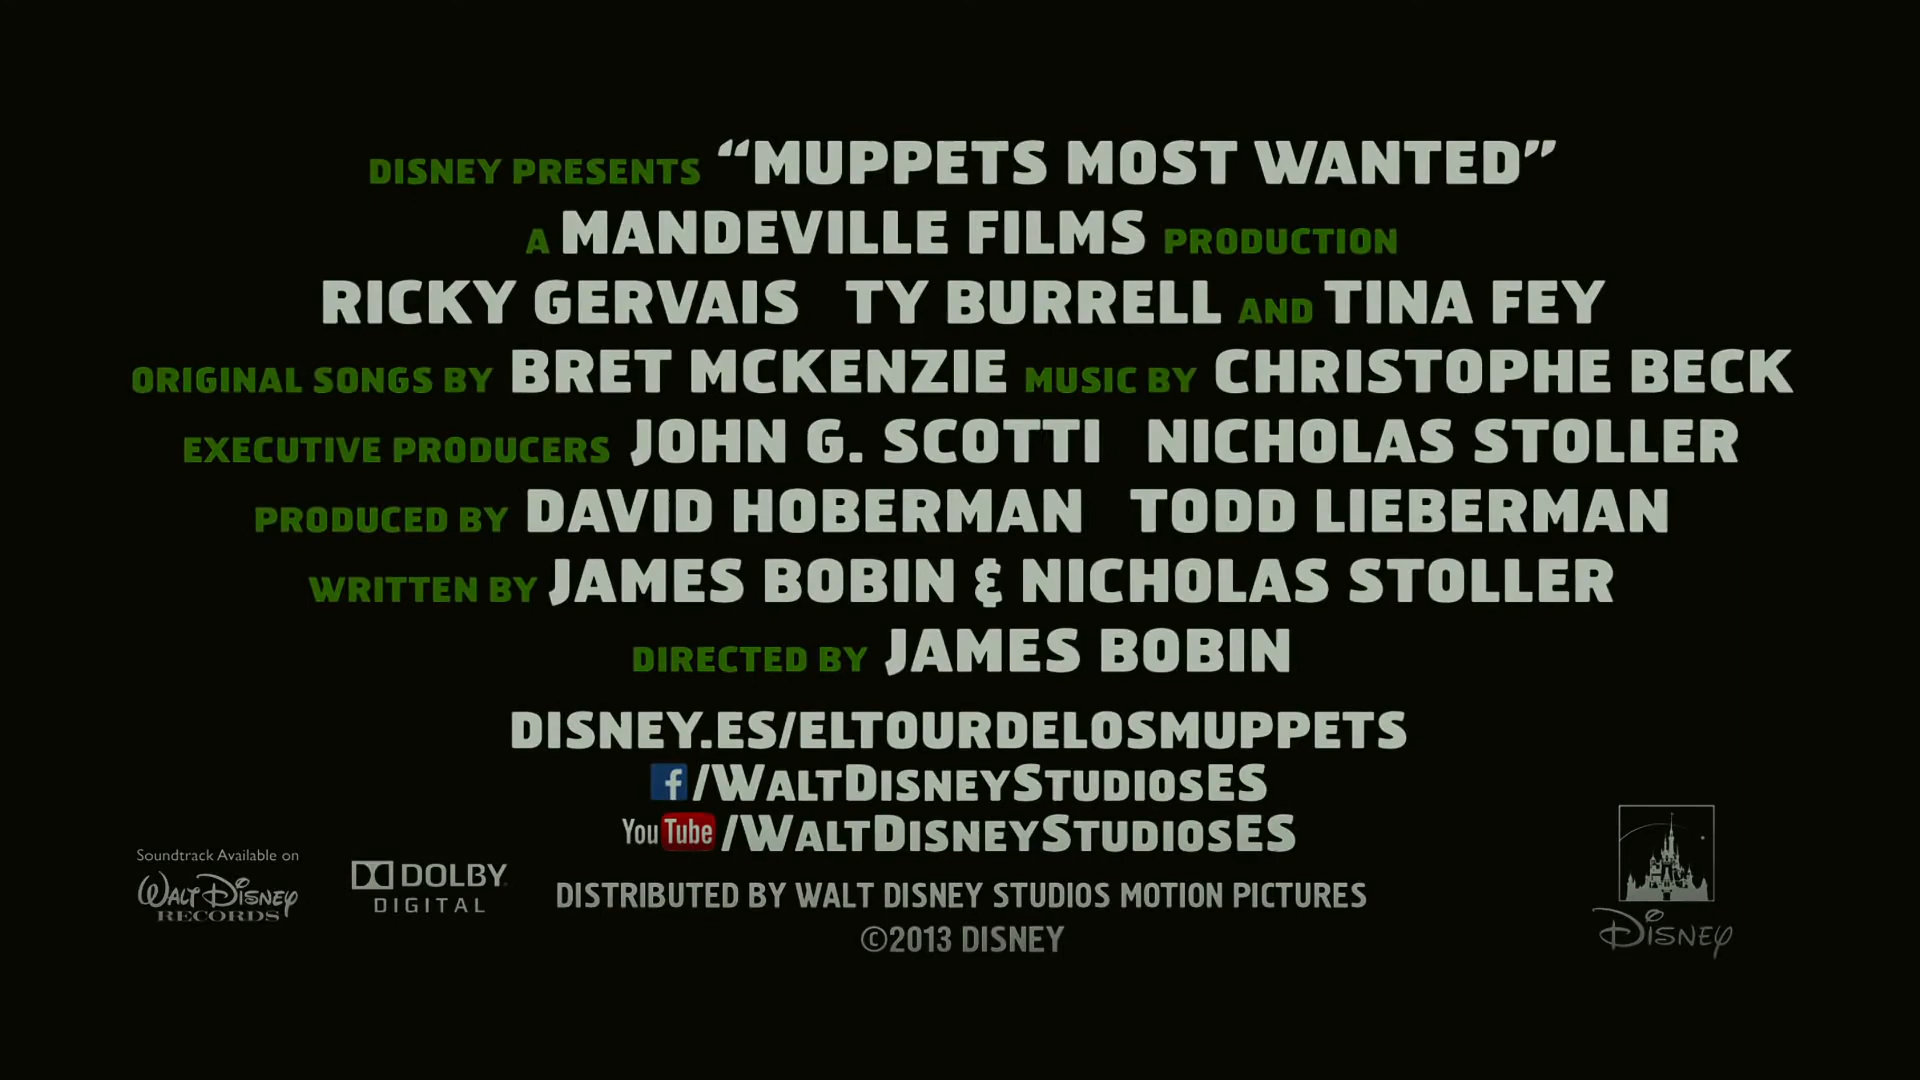 DISNEY PRESENTS “MUPPETS MOST WANTED”
A MANDEVILLE FILMS PRODUCTION
RICKY GERVAIS TY BURRELL AND TINA FEY
ORIGINAL SONGS BY BRET MCKENZIE MUSIC BY CHRISTOPHE BECK
EXECUTIVE PRODUCERS JOHN G. SCOTTI NICHOLAS STOLLER
PRODUCED BY DAVID HOBERMAN TODD LIEBERMAN
WRITTEN BY JAMES BOBIN & NICHOLAS STOLLER
DIRECTED BY JAMES BOBIN
DISNEY.ES/ELTOURDELOSMUPPETS
f/WALTDISNEYSTUDIOSES
YouTube/WALTDISNEYSTUDIOSES
Soundtrack Available on
WALT DISNEY
RECORDS
DOLBY
DIGITAL
DISTRIBUTED BY WALT DISNEY STUDIOS MOTION PICTURES
©2013 DISNEY
DISNEY